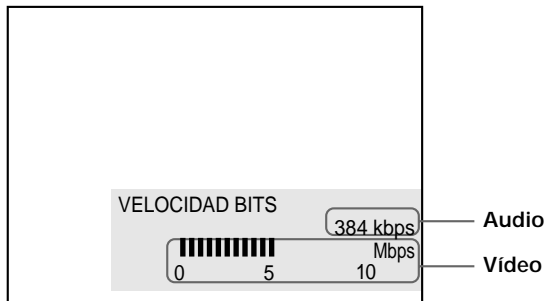 VELOCIDAD BITS
384 kbps
Audio
Mbps
0 5 10
Vídeo